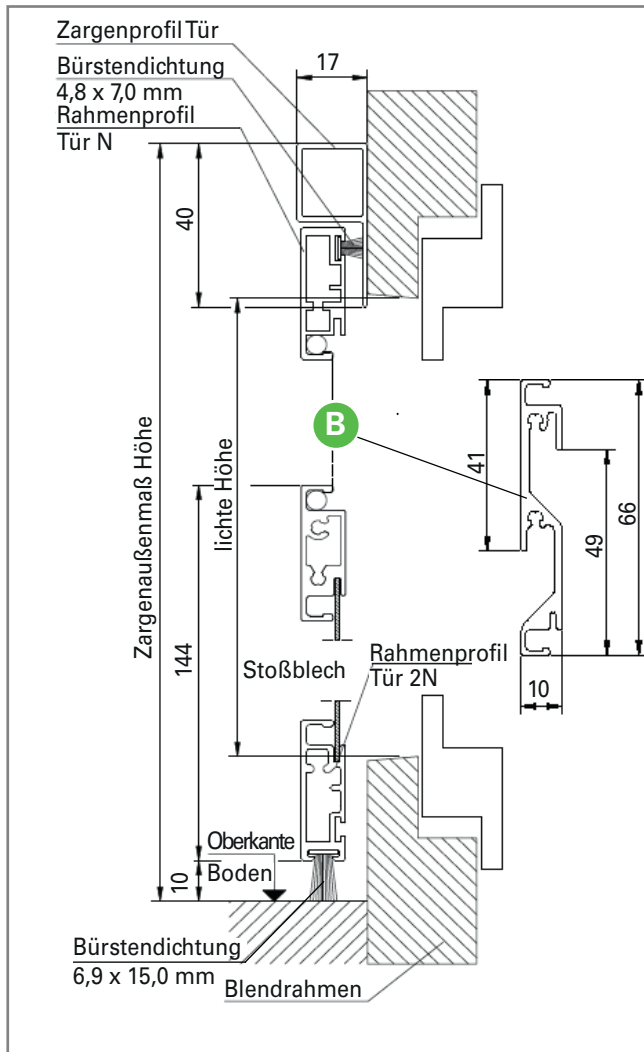 Zargenprofil Tür
Bürstendichtung
4,8 x 7,0 mm
Rahmenprofil
Tür N
17
40
Zargenaußenmaß Höhe
lichte Höhe
B
41
49
66
10
144
Stoßblech
Rahmenprofil
Tür 2N
Oberkante
Boden
10
Bürstendichtung
6,9 x 15,0 mm
Blendrahmen